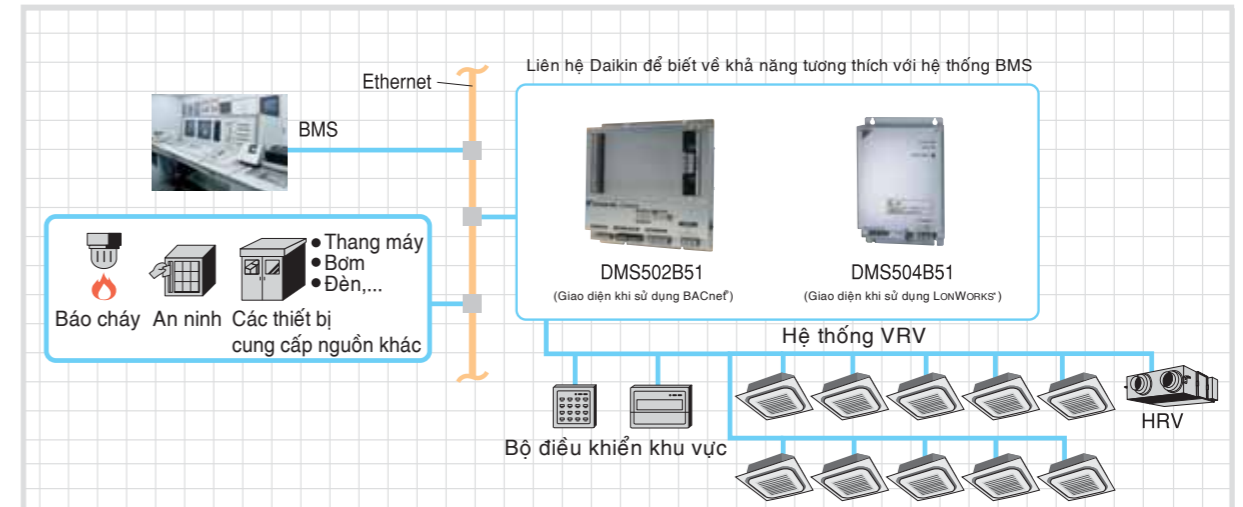 Liên hệ Daikin để biết về khả năng tương thích với hệ thống BMS
Ethernet
BMS
Thang máy
Bơm
Đèn,...
Báo cháy
An ninh
Các thiết bị
cung cấp nguồn khác
DMS502B51
(Giao diện khi sử dụng BACnet®)
DMS504B51
(Giao diện khi sử dụng LONWORKS®)
Hệ thống VRV
Bộ điều khiển khu vực
HRV